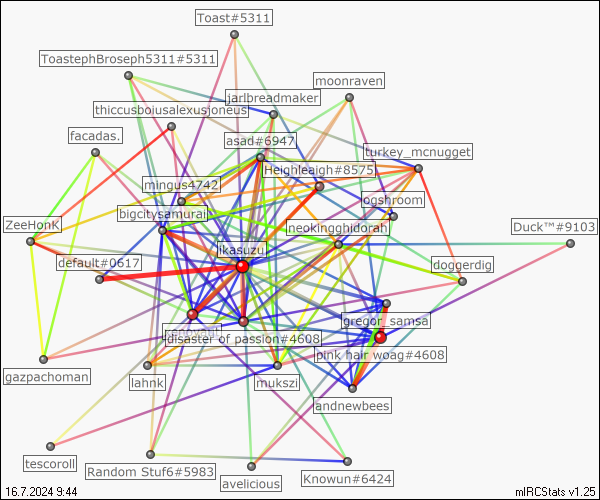 Toast#5311
ToastephBroseph5311#5311
moonraven
jarlbreadmaker
thiccusboiusalexusjoneus
facadas.
asad#6947
turkey_mcnugget
Heighleaigh#8575
mingus4742
ogshroom
bigcitysamurai
ZeeHonK
neokingghidorah
Duck™#9103
ikasuzu
default#0617
doggerdig
gregor_samsa
disaster of passion#4608
pink hair woag#4608
gazpachoman
lahnk
mukszi
andnewbees
tescoroll
Random Stuf6#5983
avelicious
Knowun#6424
16.7.2024 9:44
mIRCStats v1.25